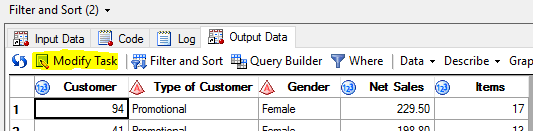 Filter and Sort (2)
Input Data Code Log Output Data
Modify Task Filter and Sort Query Builder Where Data Describe Grap
Customer Type of Customer Gender Net Sales Items
1 94 Promotional Female 229.50 17